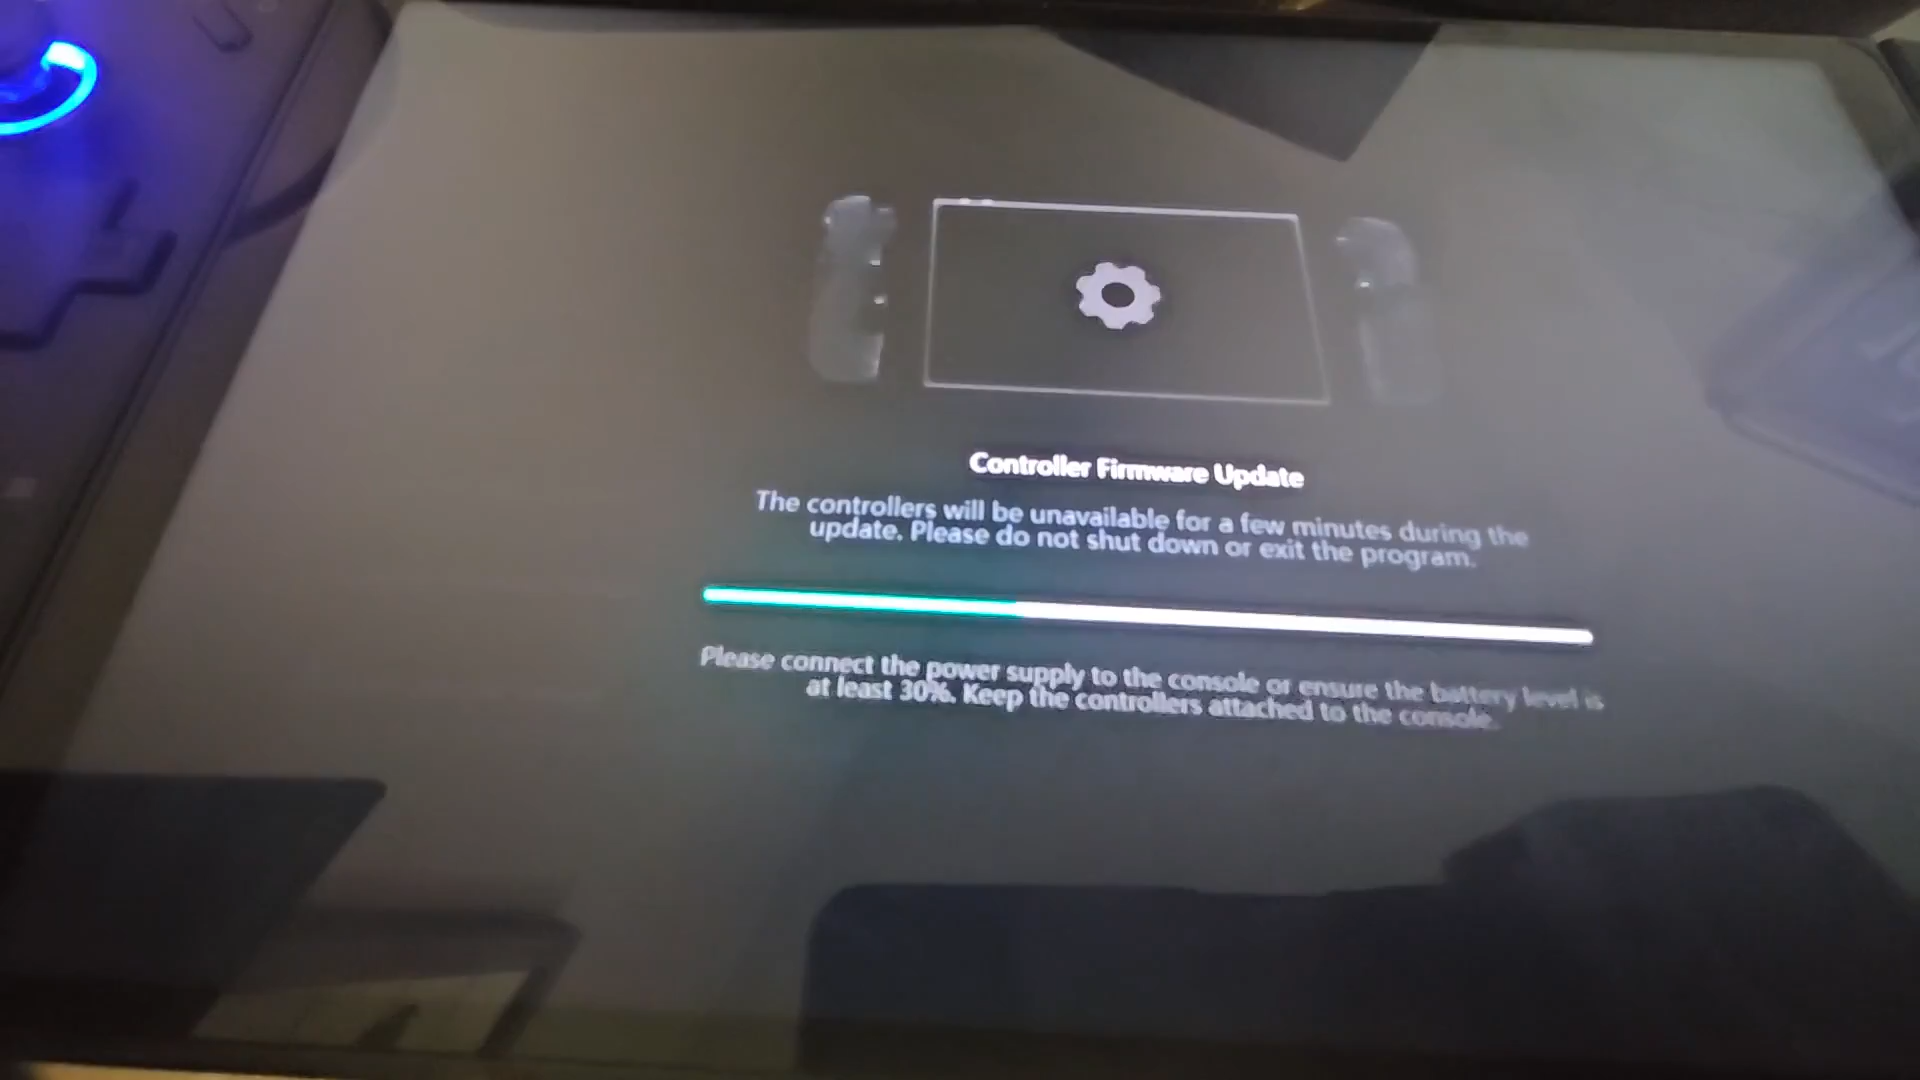 Controller Firmware Update
The controllers will be unavailable for a few minutes during the
update. Please do not shut down or exit the program.
Please connect the power supply to the console or ensure the battery level is
at least 30%. Keep the controllers attached to the console.